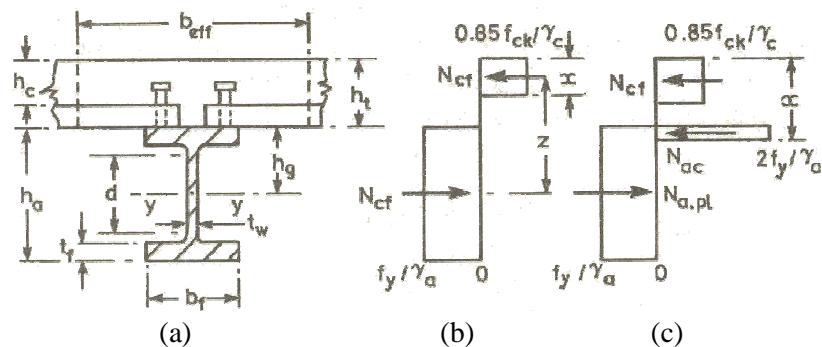 b_eff
h_c
h_t
h_a
h_g
d
y
y
t_w
t_f
b_f
(a)
0.85f_ck/γ_c
N_cf
x
z
N_cf
f_y/γ_a
0
(b)
0.85f_ck/γ_c
N_cf
x
N_ac
2f_y/γ_a
N_a,pl
f_y/γ_a
0
(c)